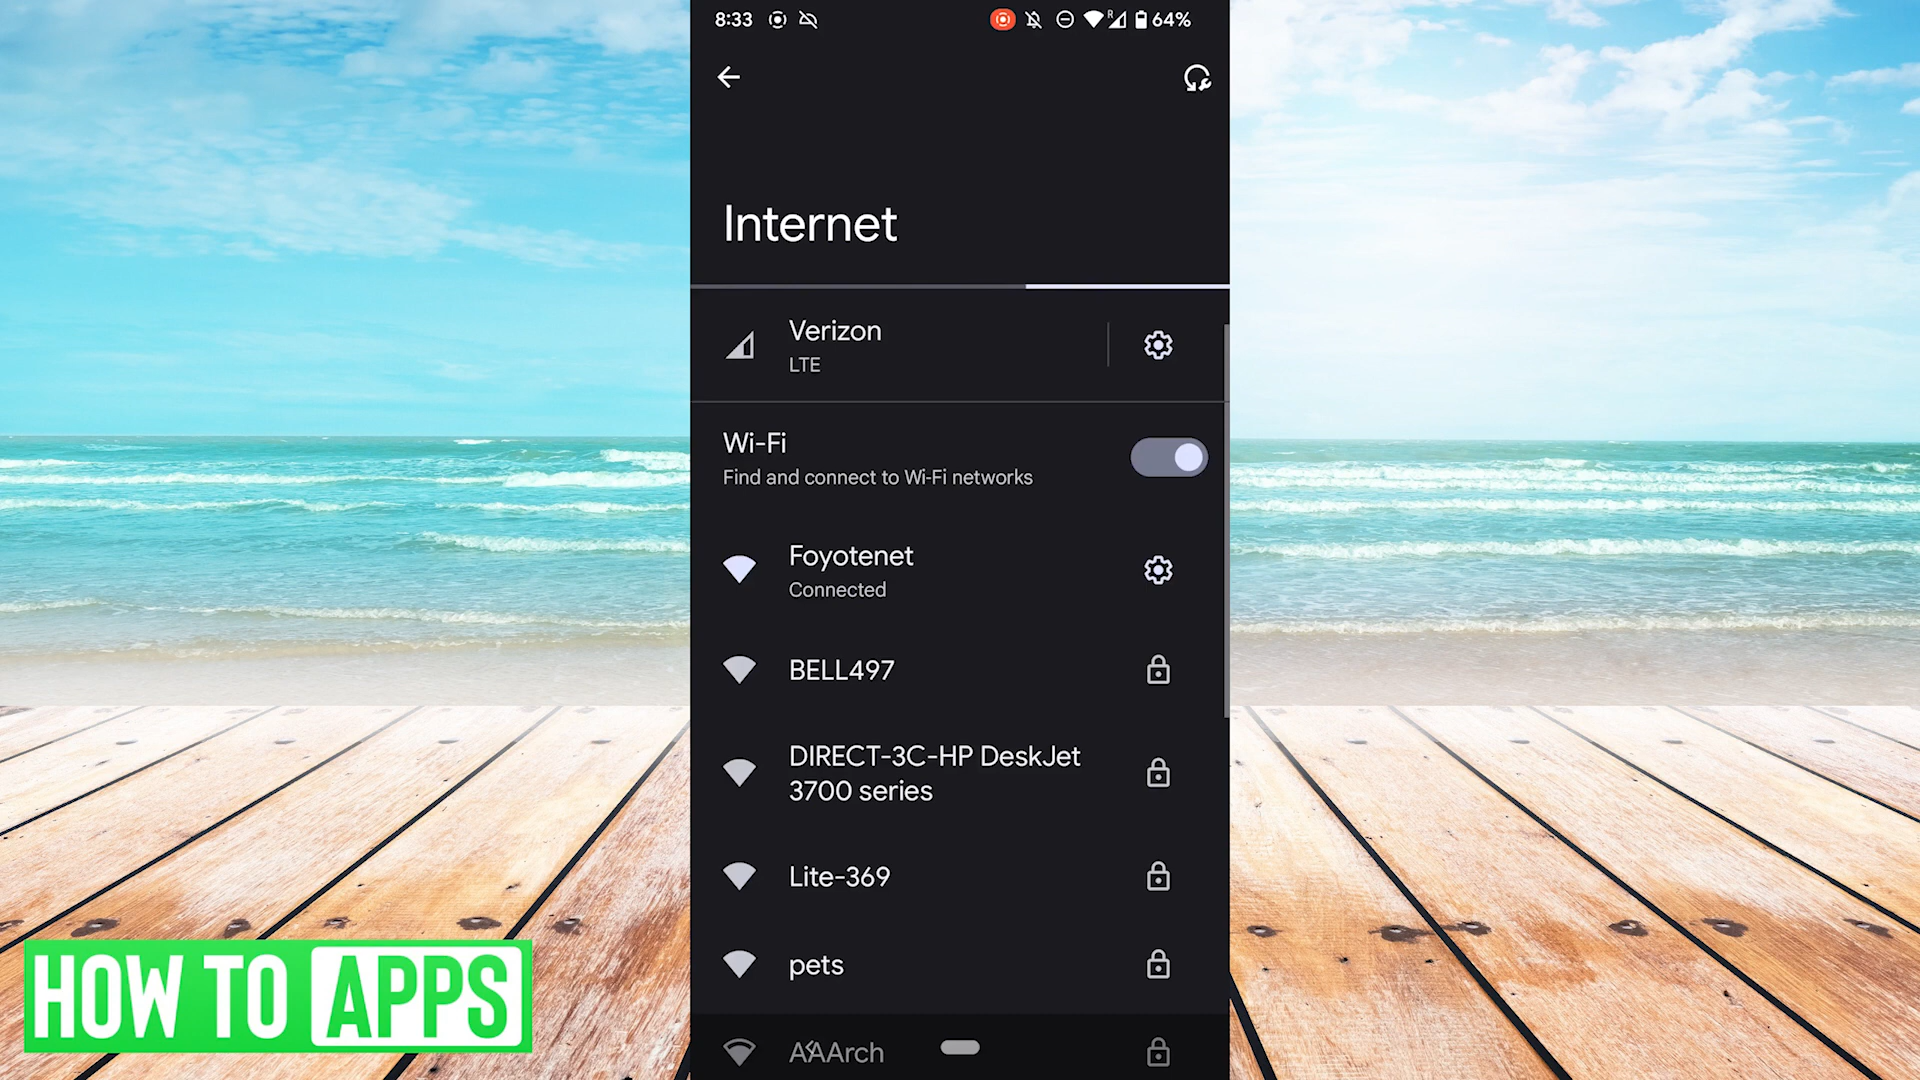 8:33
R
64%
Internet
Verizon
LTE
Wi-Fi
Find and connect to Wi-Fi networks
Foyotenet
Connected
BELL497
DIRECT-3C-HP DeskJet
3700 series
Lite-369
pets
HOW TO APPS